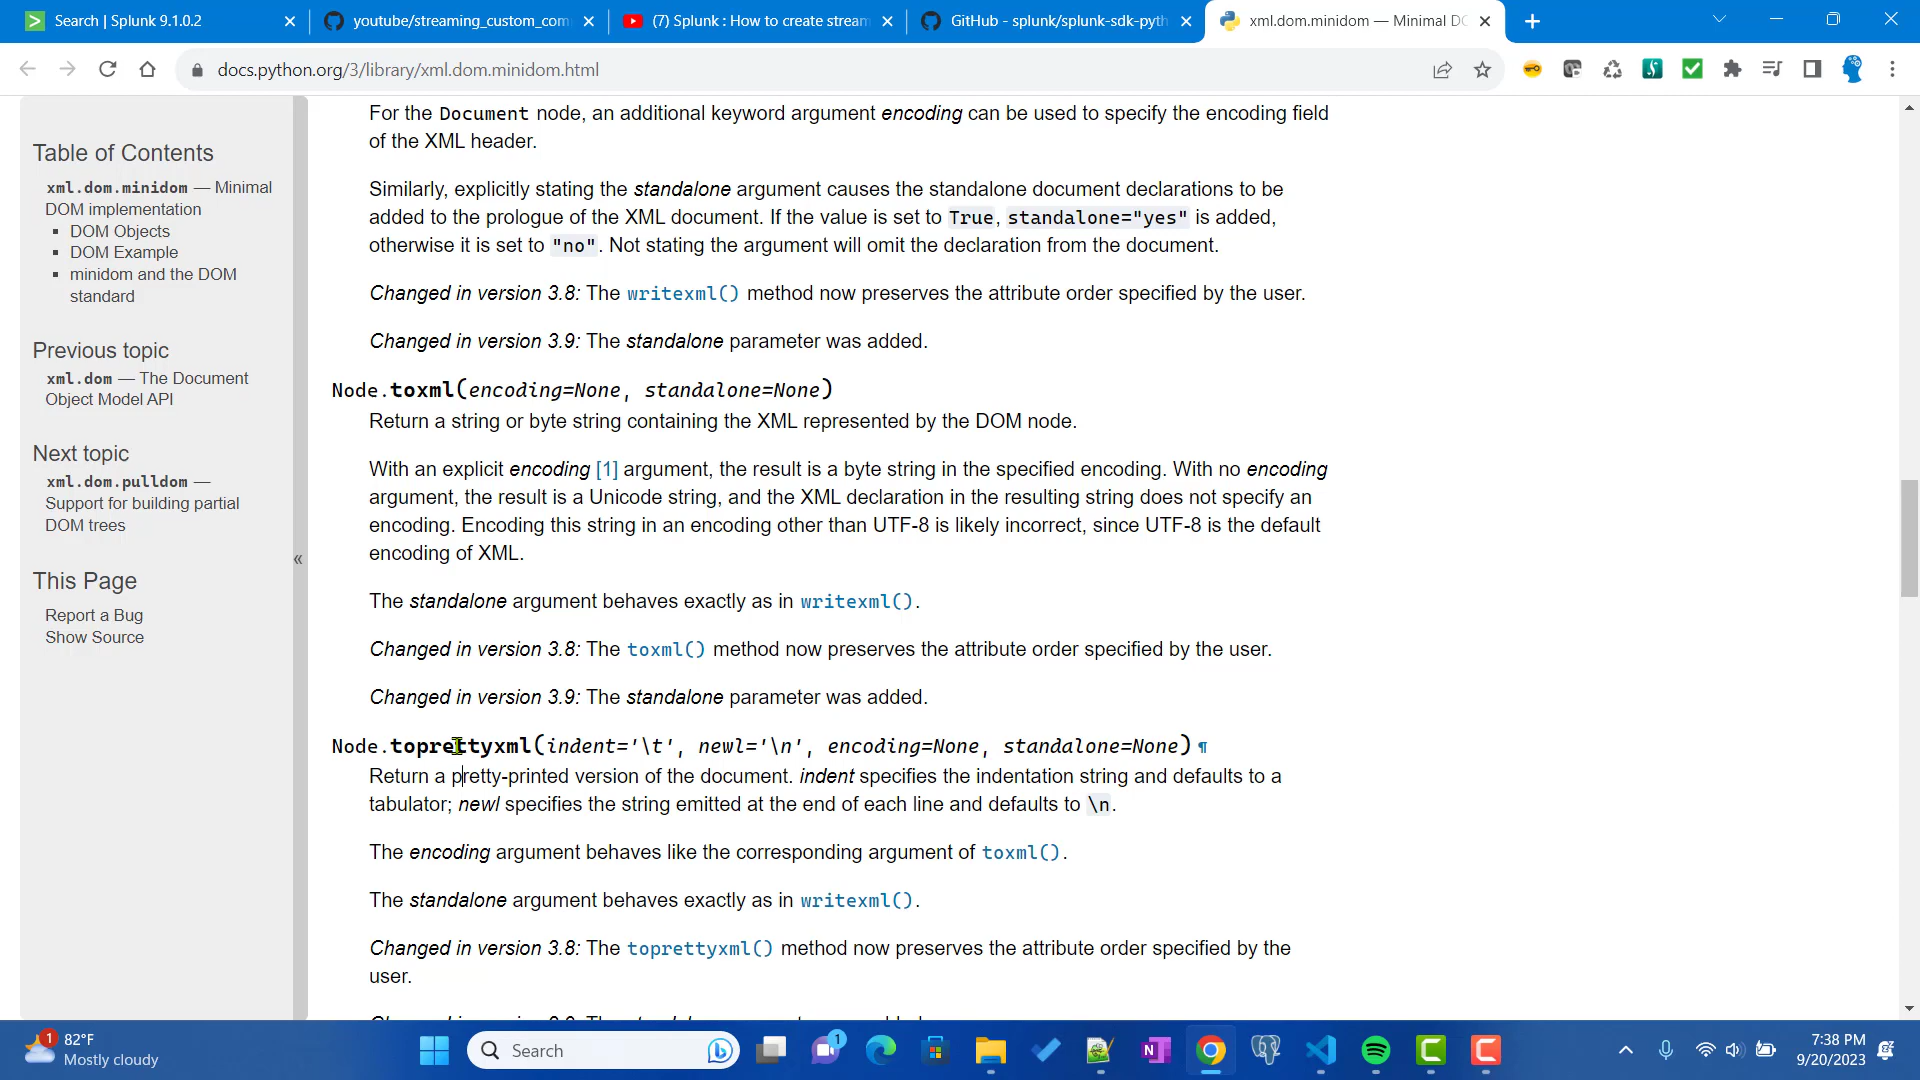 Search | Splunk 9.1.0.2
youtube/streaming_custom_com
(7) Splunk : How to create stream
GitHub - splunk/splunk-sdk-pyth
xml.dom.minidom — Minimal DO
docs.python.org/3/library/xml.dom.minidom.html
Table of Contents
xml.dom.minidom — Minimal
DOM implementation
DOM Objects
DOM Example
minidom and the DOM
standard
Previous topic
xml.dom — The Document
Object Model API
Next topic
xml.dom.pulldom —
Support for building partial
DOM trees
This Page
Report a Bug
Show Source
«
For the Document node, an additional keyword argument encoding can be used to specify the encoding field
of the XML header.
Similarly, explicitly stating the standalone argument causes the standalone document declarations to be
added to the prologue of the XML document. If the value is set to True, standalone="yes" is added,
otherwise it is set to "no". Not stating the argument will omit the declaration from the document.
Changed in version 3.8: The writexml() method now preserves the attribute order specified by the user.
Changed in version 3.9: The standalone parameter was added.
Node.toxml(encoding=None, standalone=None)
Return a string or byte string containing the XML represented by the DOM node.
With an explicit encoding [1] argument, the result is a byte string in the specified encoding. With no encoding
argument, the result is a Unicode string, and the XML declaration in the resulting string does not specify an
encoding. Encoding this string in an encoding other than UTF-8 is likely incorrect, since UTF-8 is the default
encoding of XML.
The standalone argument behaves exactly as in writexml().
Changed in version 3.8: The toxml() method now preserves the attribute order specified by the user.
Changed in version 3.9: The standalone parameter was added.
Node.toprettyxml(indent='\t', newl='\n', encoding=None, standalone=None)¶
Return a pretty-printed version of the document. indent specifies the indentation string and defaults to a
tabulator; newl specifies the string emitted at the end of each line and defaults to \n.
The encoding argument behaves like the corresponding argument of toxml().
The standalone argument behaves exactly as in writexml().
Changed in version 3.8: The toprettyxml() method now preserves the attribute order specified by the
user.
1
82°F
Mostly cloudy
Search
1
7:38 PM
9/20/2023